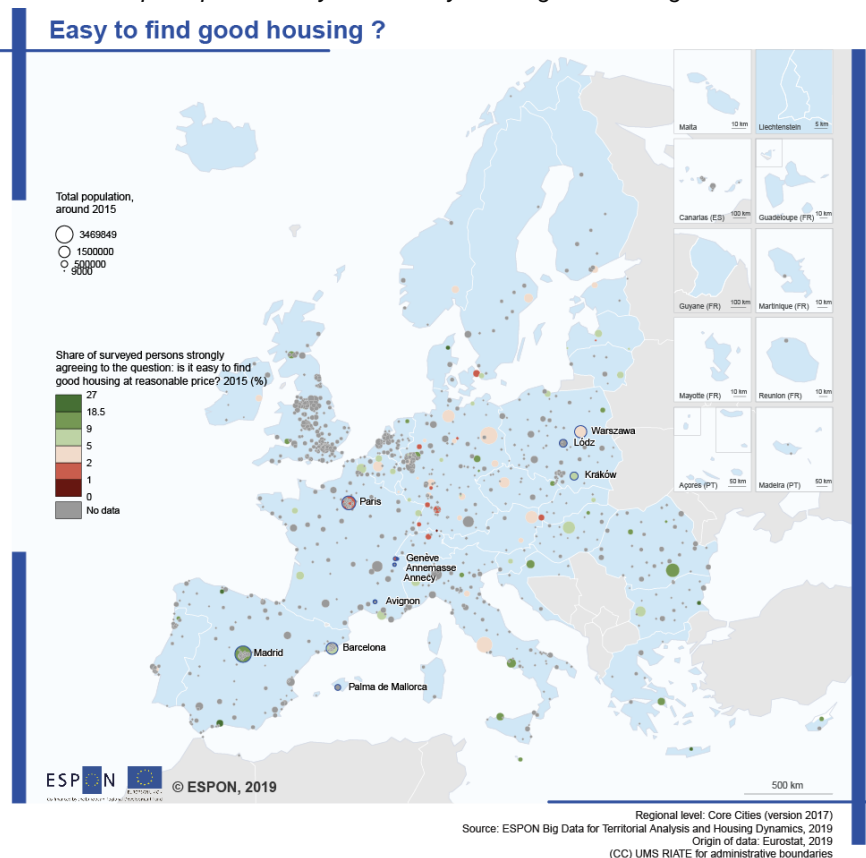 Easy to find good housing ?
Total population,
around 2015
3469849
1500000
500000
9000
Share of surveyed persons strongly
agreeing to the question: is it easy to find
good housing at reasonable price? 2015 (%)
27
18.5
9
5
2
1
0
No data
Warszawa
Lódz
Kraków
Paris
Genève
Annemasse
Annecy
Avignon
Madrid
Barcelona
Palma de Mallorca
Malta 10 km
Liechtenstein 5 km
Canarias (ES) 100 km
Guadeloupe (FR) 10 km
Guyane (FR) 100 km
Martinique (FR) 10 km
Mayotte (FR) 10 km
Reunion (FR) 10 km
Açores (PT) 50 km
Madeira (PT) 50 km
ESPON
© ESPON, 2019
500 km
Regional level: Core Cities (version 2017)
Source: ESPON Big Data for Territorial Analysis and Housing Dynamics, 2019
Origin of data: Eurostat, 2019
(CC) UMS RIATE for administrative boundaries